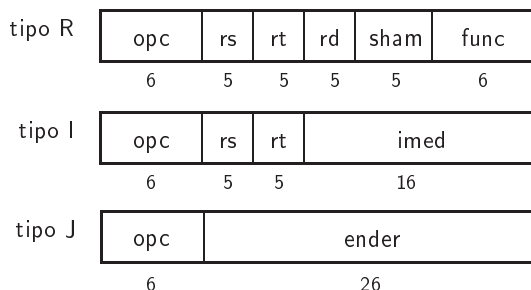 tipo R opc rs rt rd sham func
6 5 5 5 5 6
tipo I opc rs rt imed
6 5 5 16
tipo J opc ender
6 26